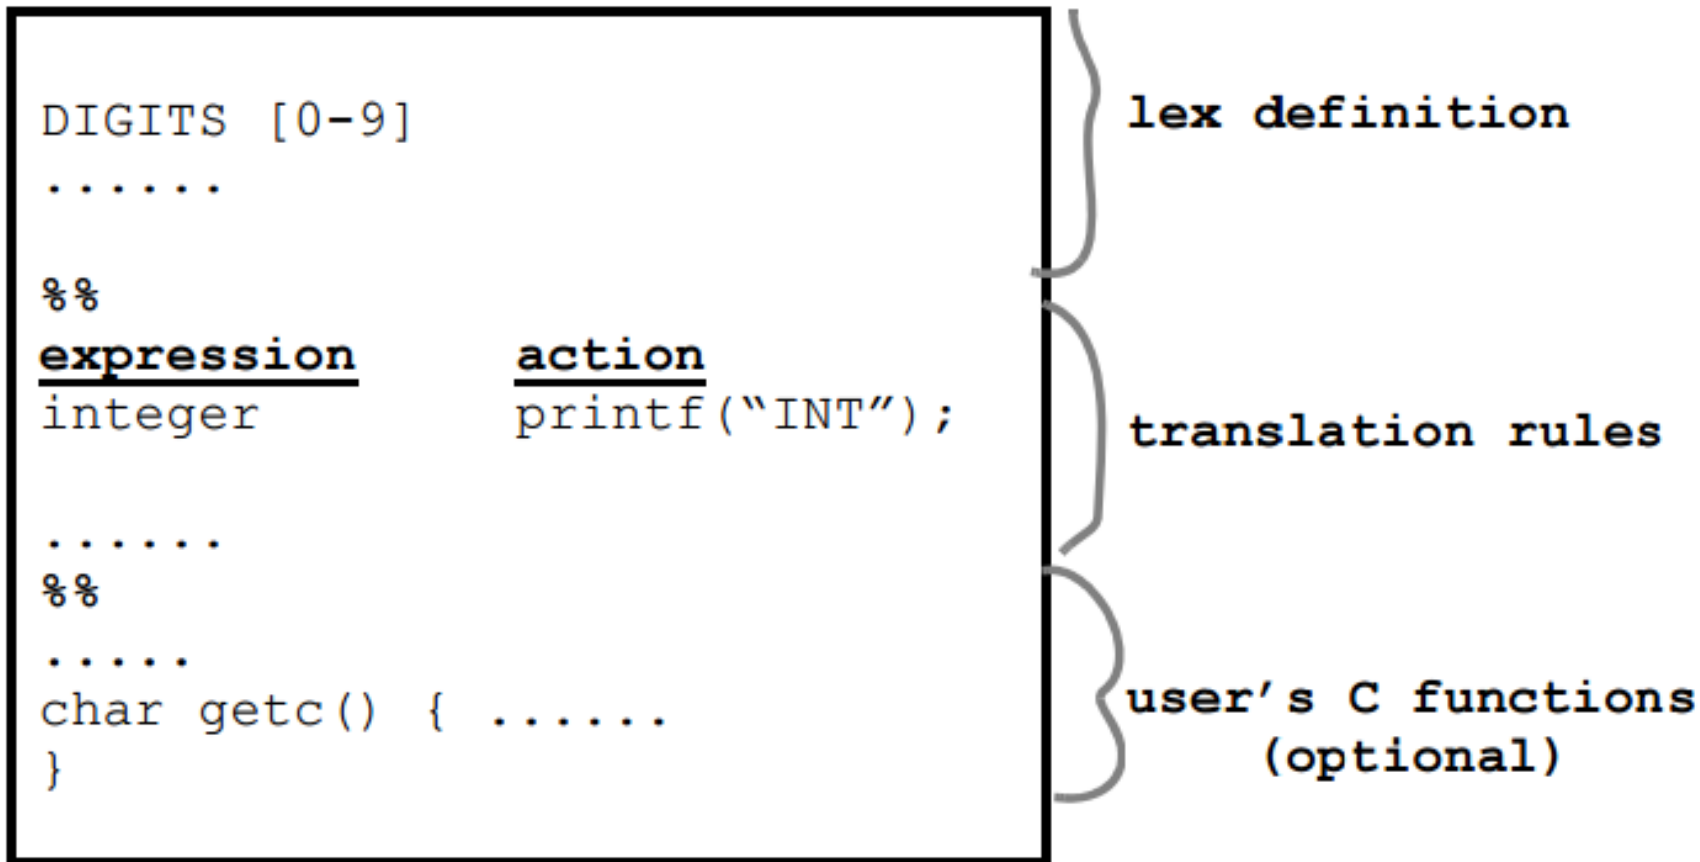 DIGITS [0-9]
......
%%
expression action
integer printf(“INT”);
......
%%
.....
char getc() { ......
}
lex definition
translation rules
user’s C functions
(optional)